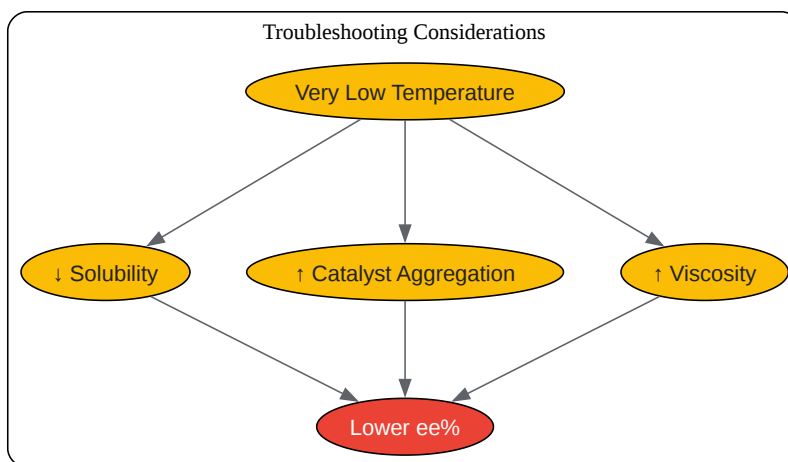 Troubleshooting Considerations
Very Low Temperature
↓ Solubility
↑ Catalyst Aggregation
↑ Viscosity
Lower ee%